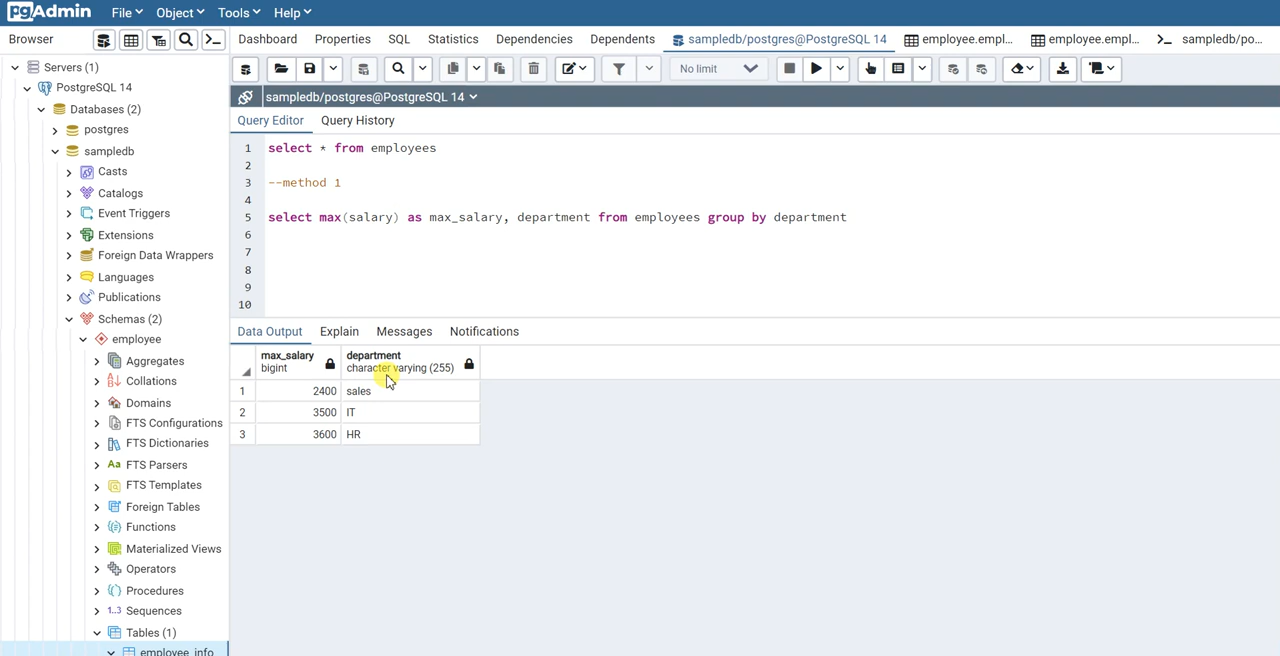 pgAdmin File Object Tools Help
Browser
Dashboard Properties SQL Statistics Dependencies Dependents sampledb/postgres@PostgreSQL 14 employee.empl... employee.empl... sampledb/po...
No limit
sampledb/postgres@PostgreSQL 14
Query Editor Query History
1 select * from employees
2
3 --method 1
4
5 select max(salary) as max_salary, department from employees group by department
6
7
8
9
10
Data Output Explain Messages Notifications
max_salary department
bigint character varying (255)
1 2400 sales
2 3500 IT
3 3600 HR
Servers (1)
PostgreSQL 14
Databases (2)
postgres
sampledb
Casts
Catalogs
Event Triggers
Extensions
Foreign Data Wrappers
Languages
Publications
Schemas (2)
employee
Aggregates
Collations
Domains
FTS Configurations
FTS Dictionaries
Aa FTS Parsers
FTS Templates
Foreign Tables
Functions
Materialized Views
Operators
Procedures
1..3 Sequences
Tables (1)
employee_info